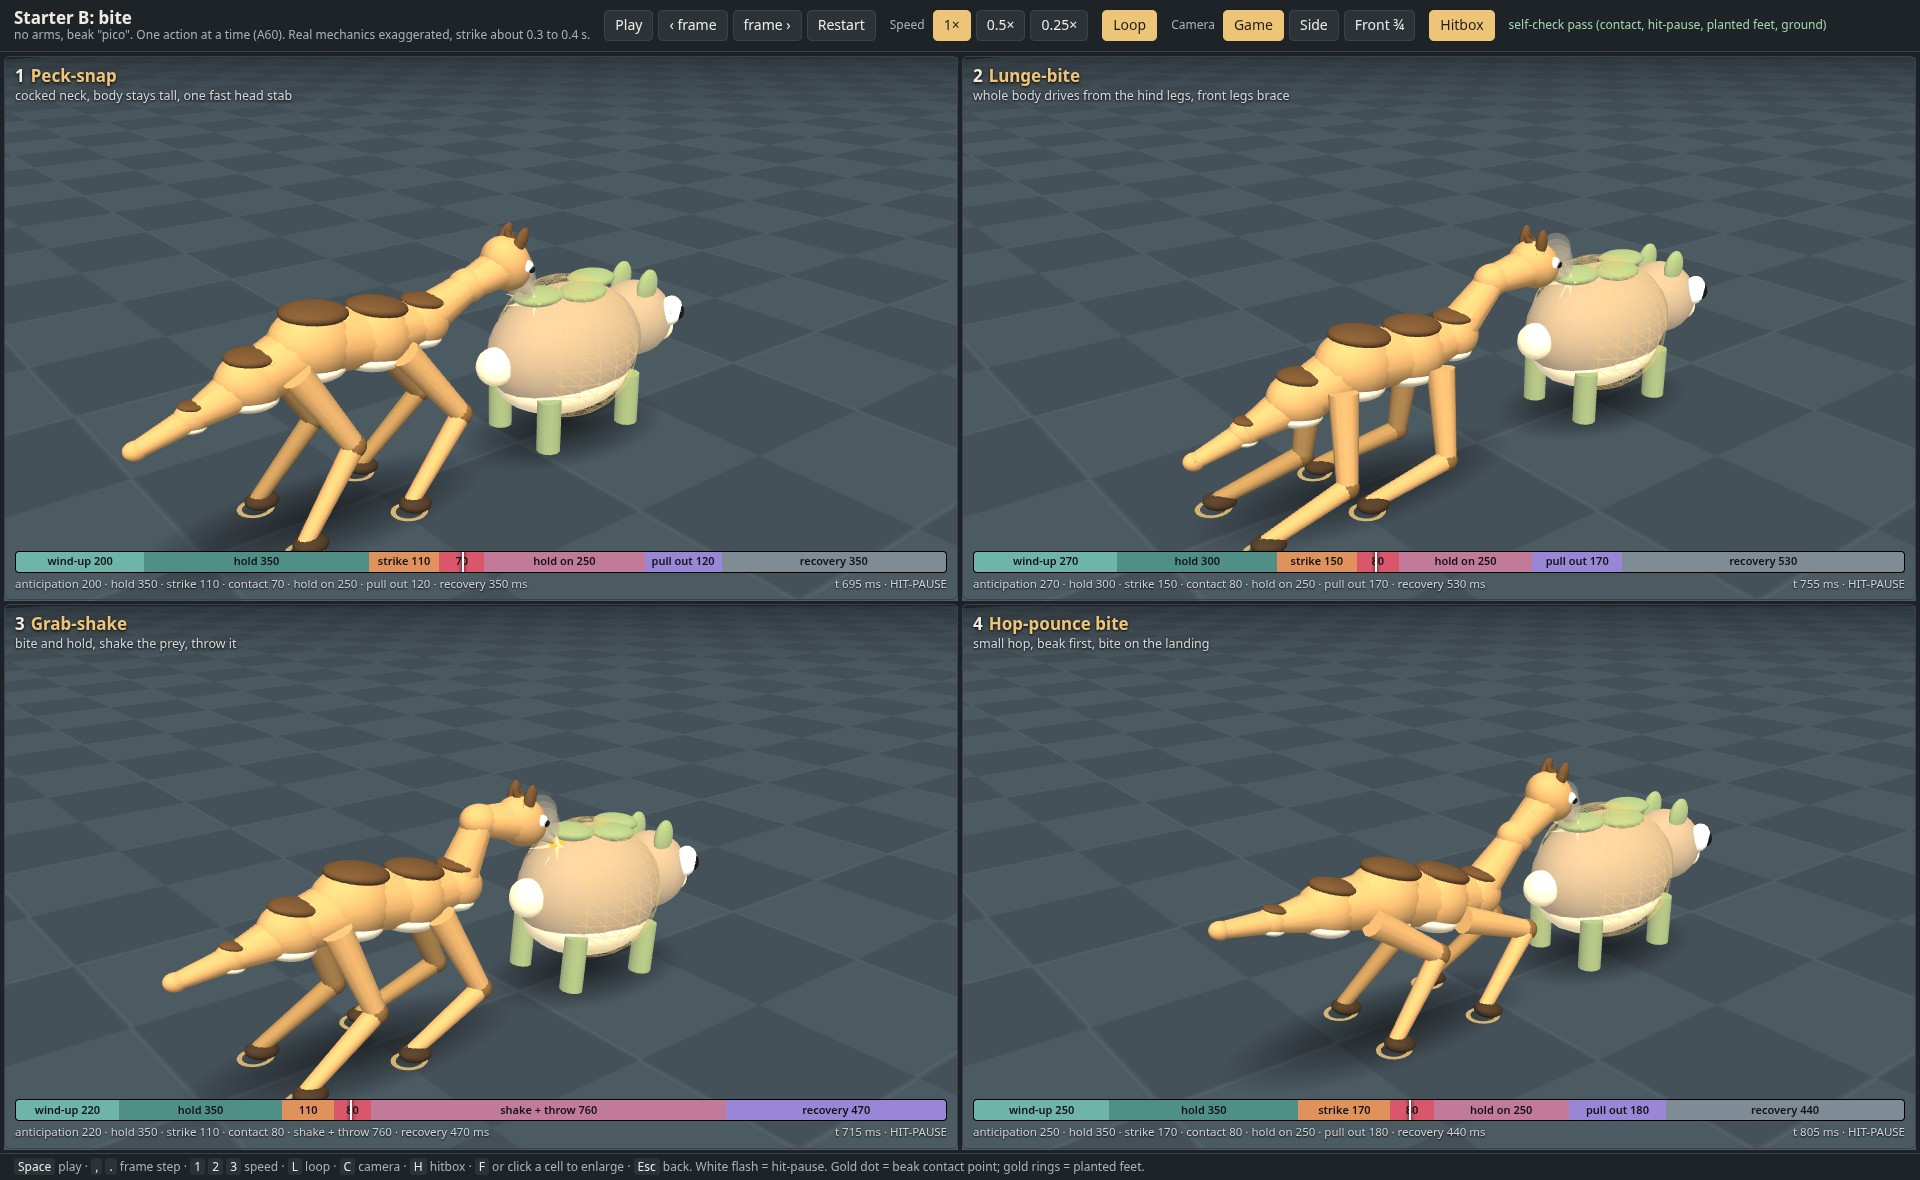 Starter B: bite
no arms, beak "pico". One action at a time (A60). Real mechanics exaggerated, strike about 0.3 to 0.4 s.
Play ‹ frame frame › Restart Speed 1× 0.5× 0.25× Loop Camera Game Side Front ¾ Hitbox self-check pass (contact, hit-pause, planted feet, ground)
1 Peck-snap
cocked neck, body stays tall, one fast head stab
wind-up 200 hold 350 strike 110 70 hold on 250 pull out 120 recovery 350
anticipation 200 · hold 350 · strike 110 · contact 70 · hold on 250 · pull out 120 · recovery 350 ms t 695 ms · HIT-PAUSE
2 Lunge-bite
whole body drives from the hind legs, front legs brace
wind-up 270 hold 300 strike 150 80 hold on 250 pull out 170 recovery 530
anticipation 270 · hold 300 · strike 150 · contact 80 · hold on 250 · pull out 170 · recovery 530 ms t 755 ms · HIT-PAUSE
3 Grab-shake
bite and hold, shake the prey, throw it
wind-up 220 hold 350 110 80 shake + throw 760 recovery 470
anticipation 220 · hold 350 · strike 110 · contact 80 · shake + throw 760 · recovery 470 ms t 715 ms · HIT-PAUSE
4 Hop-pounce bite
small hop, beak first, bite on the landing
wind-up 250 hold 350 strike 170 80 hold on 250 pull out 180 recovery 440
anticipation 250 · hold 350 · strike 170 · contact 80 · hold on 250 · pull out 180 · recovery 440 ms t 805 ms · HIT-PAUSE
Space play · , . frame step · 1 2 3 speed · L loop · C camera · H hitbox · F or click a cell to enlarge · Esc back. White flash = hit-pause. Gold dot = beak contact point; gold rings = planted feet.